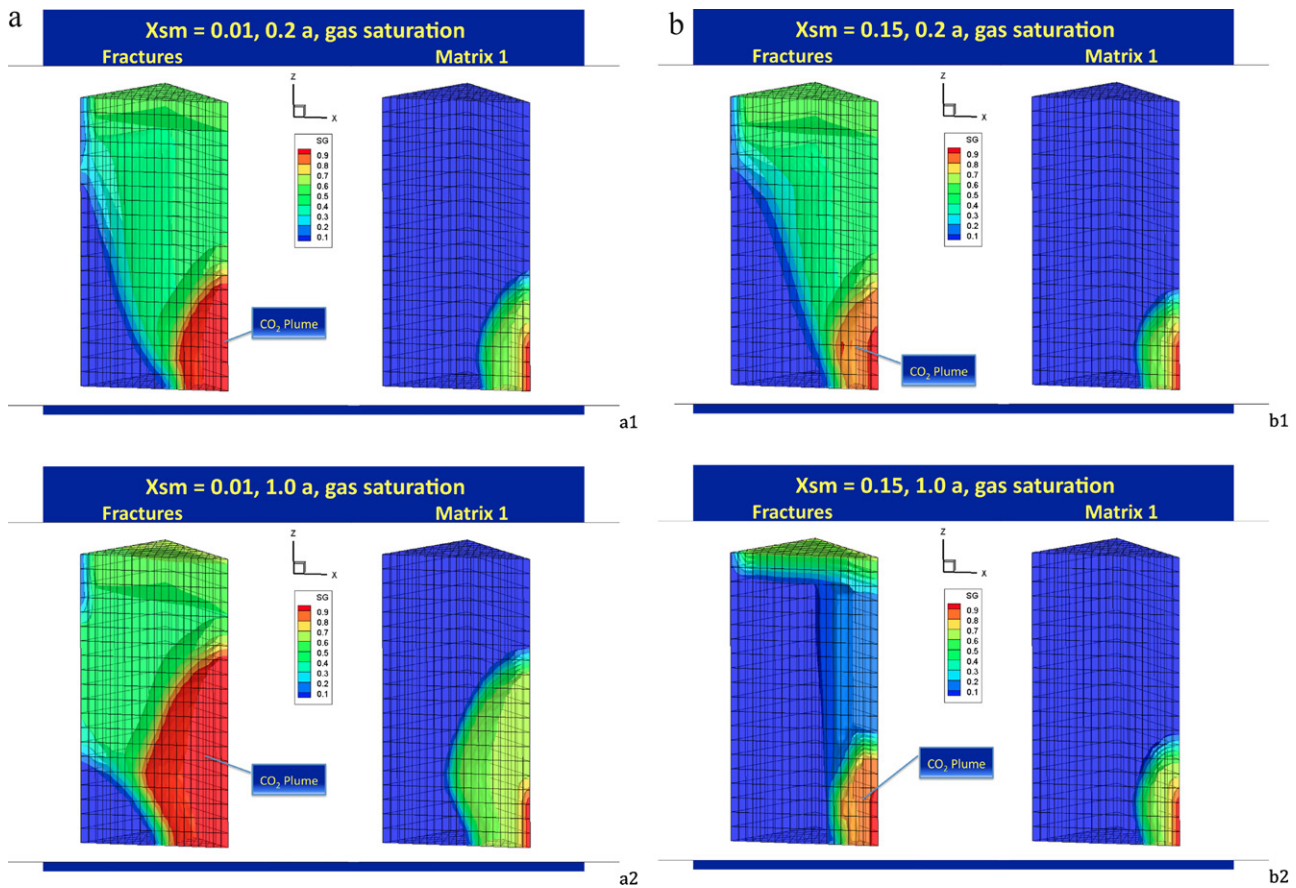 a
Xsm = 0.01, 0.2 a, gas saturation
Fractures Matrix 1
z
x
SG
0.9
0.8
0.7
0.6
0.5
0.4
0.3
0.2
0.1
CO₂ Plume
a1
b
Xsm = 0.15, 0.2 a, gas saturation
Fractures Matrix 1
z
x
SG
0.9
0.8
0.7
0.6
0.5
0.4
0.3
0.2
0.1
CO₂ Plume
b1
Xsm = 0.01, 1.0 a, gas saturation
Fractures Matrix 1
z
x
SG
0.9
0.8
0.7
0.6
0.5
0.4
0.3
0.2
0.1
CO₂ Plume
a2
Xsm = 0.15, 1.0 a, gas saturation
Fractures Matrix 1
z
x
SG
0.9
0.8
0.7
0.6
0.5
0.4
0.3
0.2
0.1
CO₂ Plume
b2